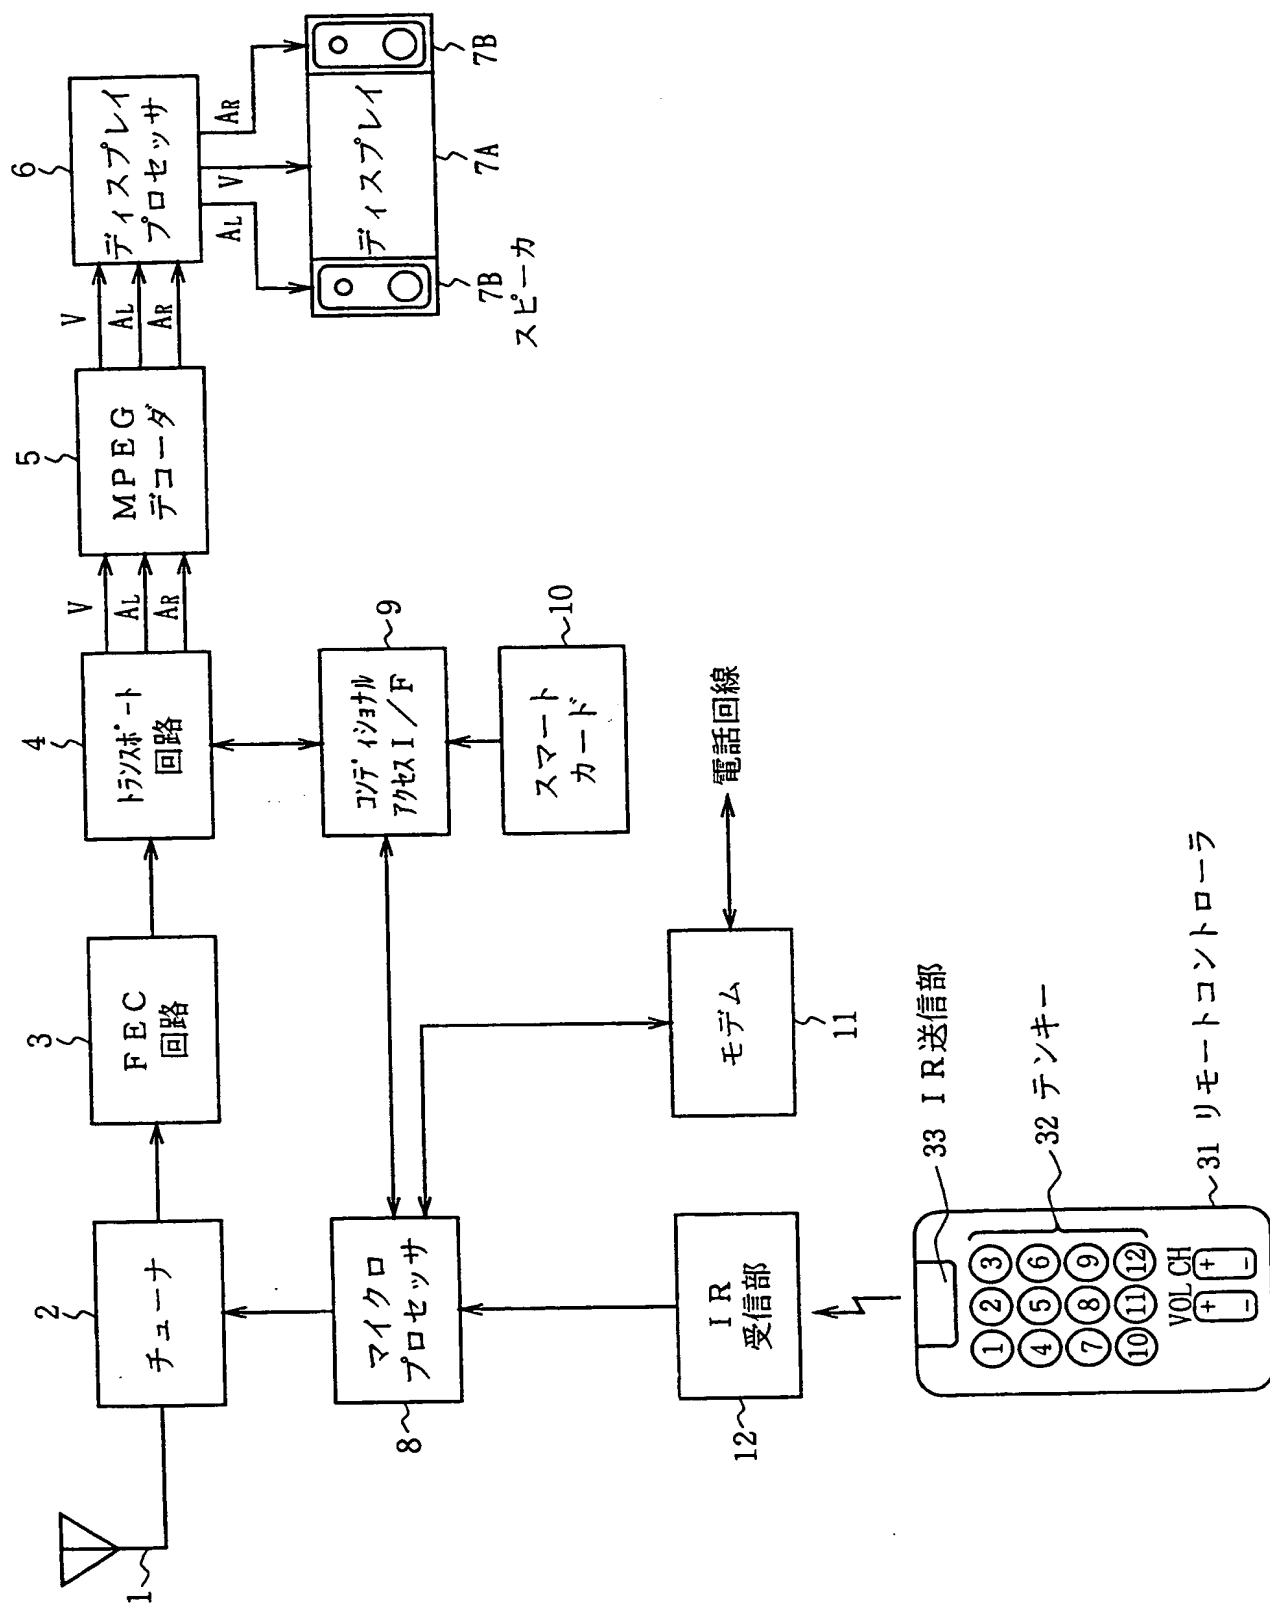 1
2
チューナ
3
FEC
回路
4
トランスポート
回路
V
AL
AR
5
MPEG
デコーダ
V
AL
AR
6
ディスプレイ
プロセッサ
AL
V
AR
7B
スピーカ
ディスプレイ
7A
7B
8
マイクロ
プロセッサ
コンディショナル
アクセスI/F
9
スマート
カード
10
モデム
11
電話回線
12
IR
受信部
33 IR送信部
32 テンキー
31 リモートコントローラ
1 2 3
4 5 6
7 8 9
10 11 12
VOL CH
+ +
- -